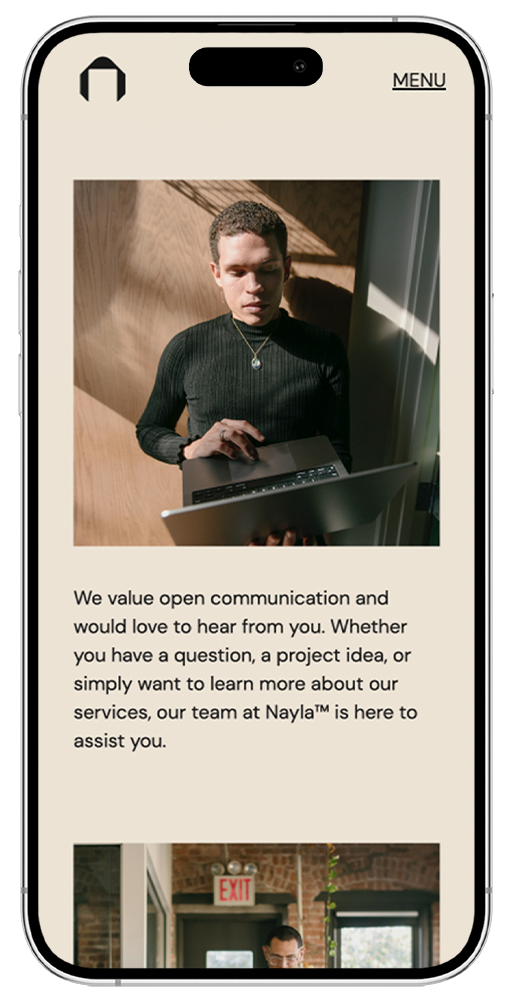 MENU
We value open communication and
would love to hear from you. Whether
you have a question, a project idea, or
simply want to learn more about our
services, our team at Nayla™ is here to
assist you.
EXIT